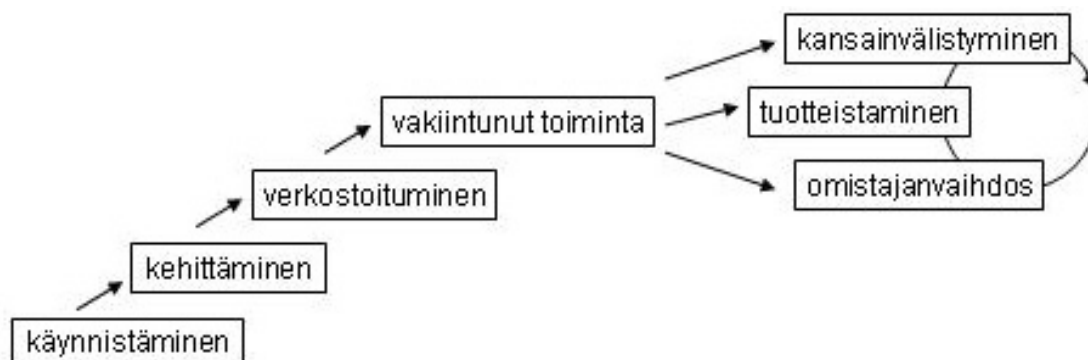 kansainvälistyminen
tuotteistaminen
vakiintunut toiminta
omistajanvaihdos
verkostoituminen
kehittäminen
käynnistäminen